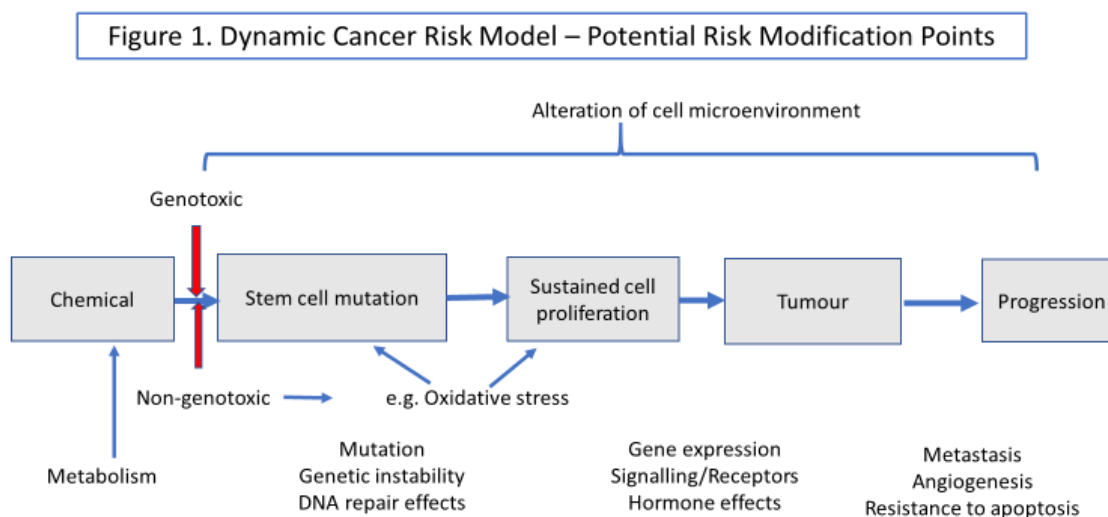 Figure 1. Dynamic Cancer Risk Model – Potential Risk Modification Points
Alteration of cell microenvironment
Genotoxic
Chemical
Stem cell mutation
Sustained cell
proliferation
Tumour
Progression
Non-genotoxic
e.g. Oxidative stress
Metabolism
Mutation
Genetic instability
DNA repair effects
Gene expression
Signalling/Receptors
Hormone effects
Metastasis
Angiogenesis
Resistance to apoptosis